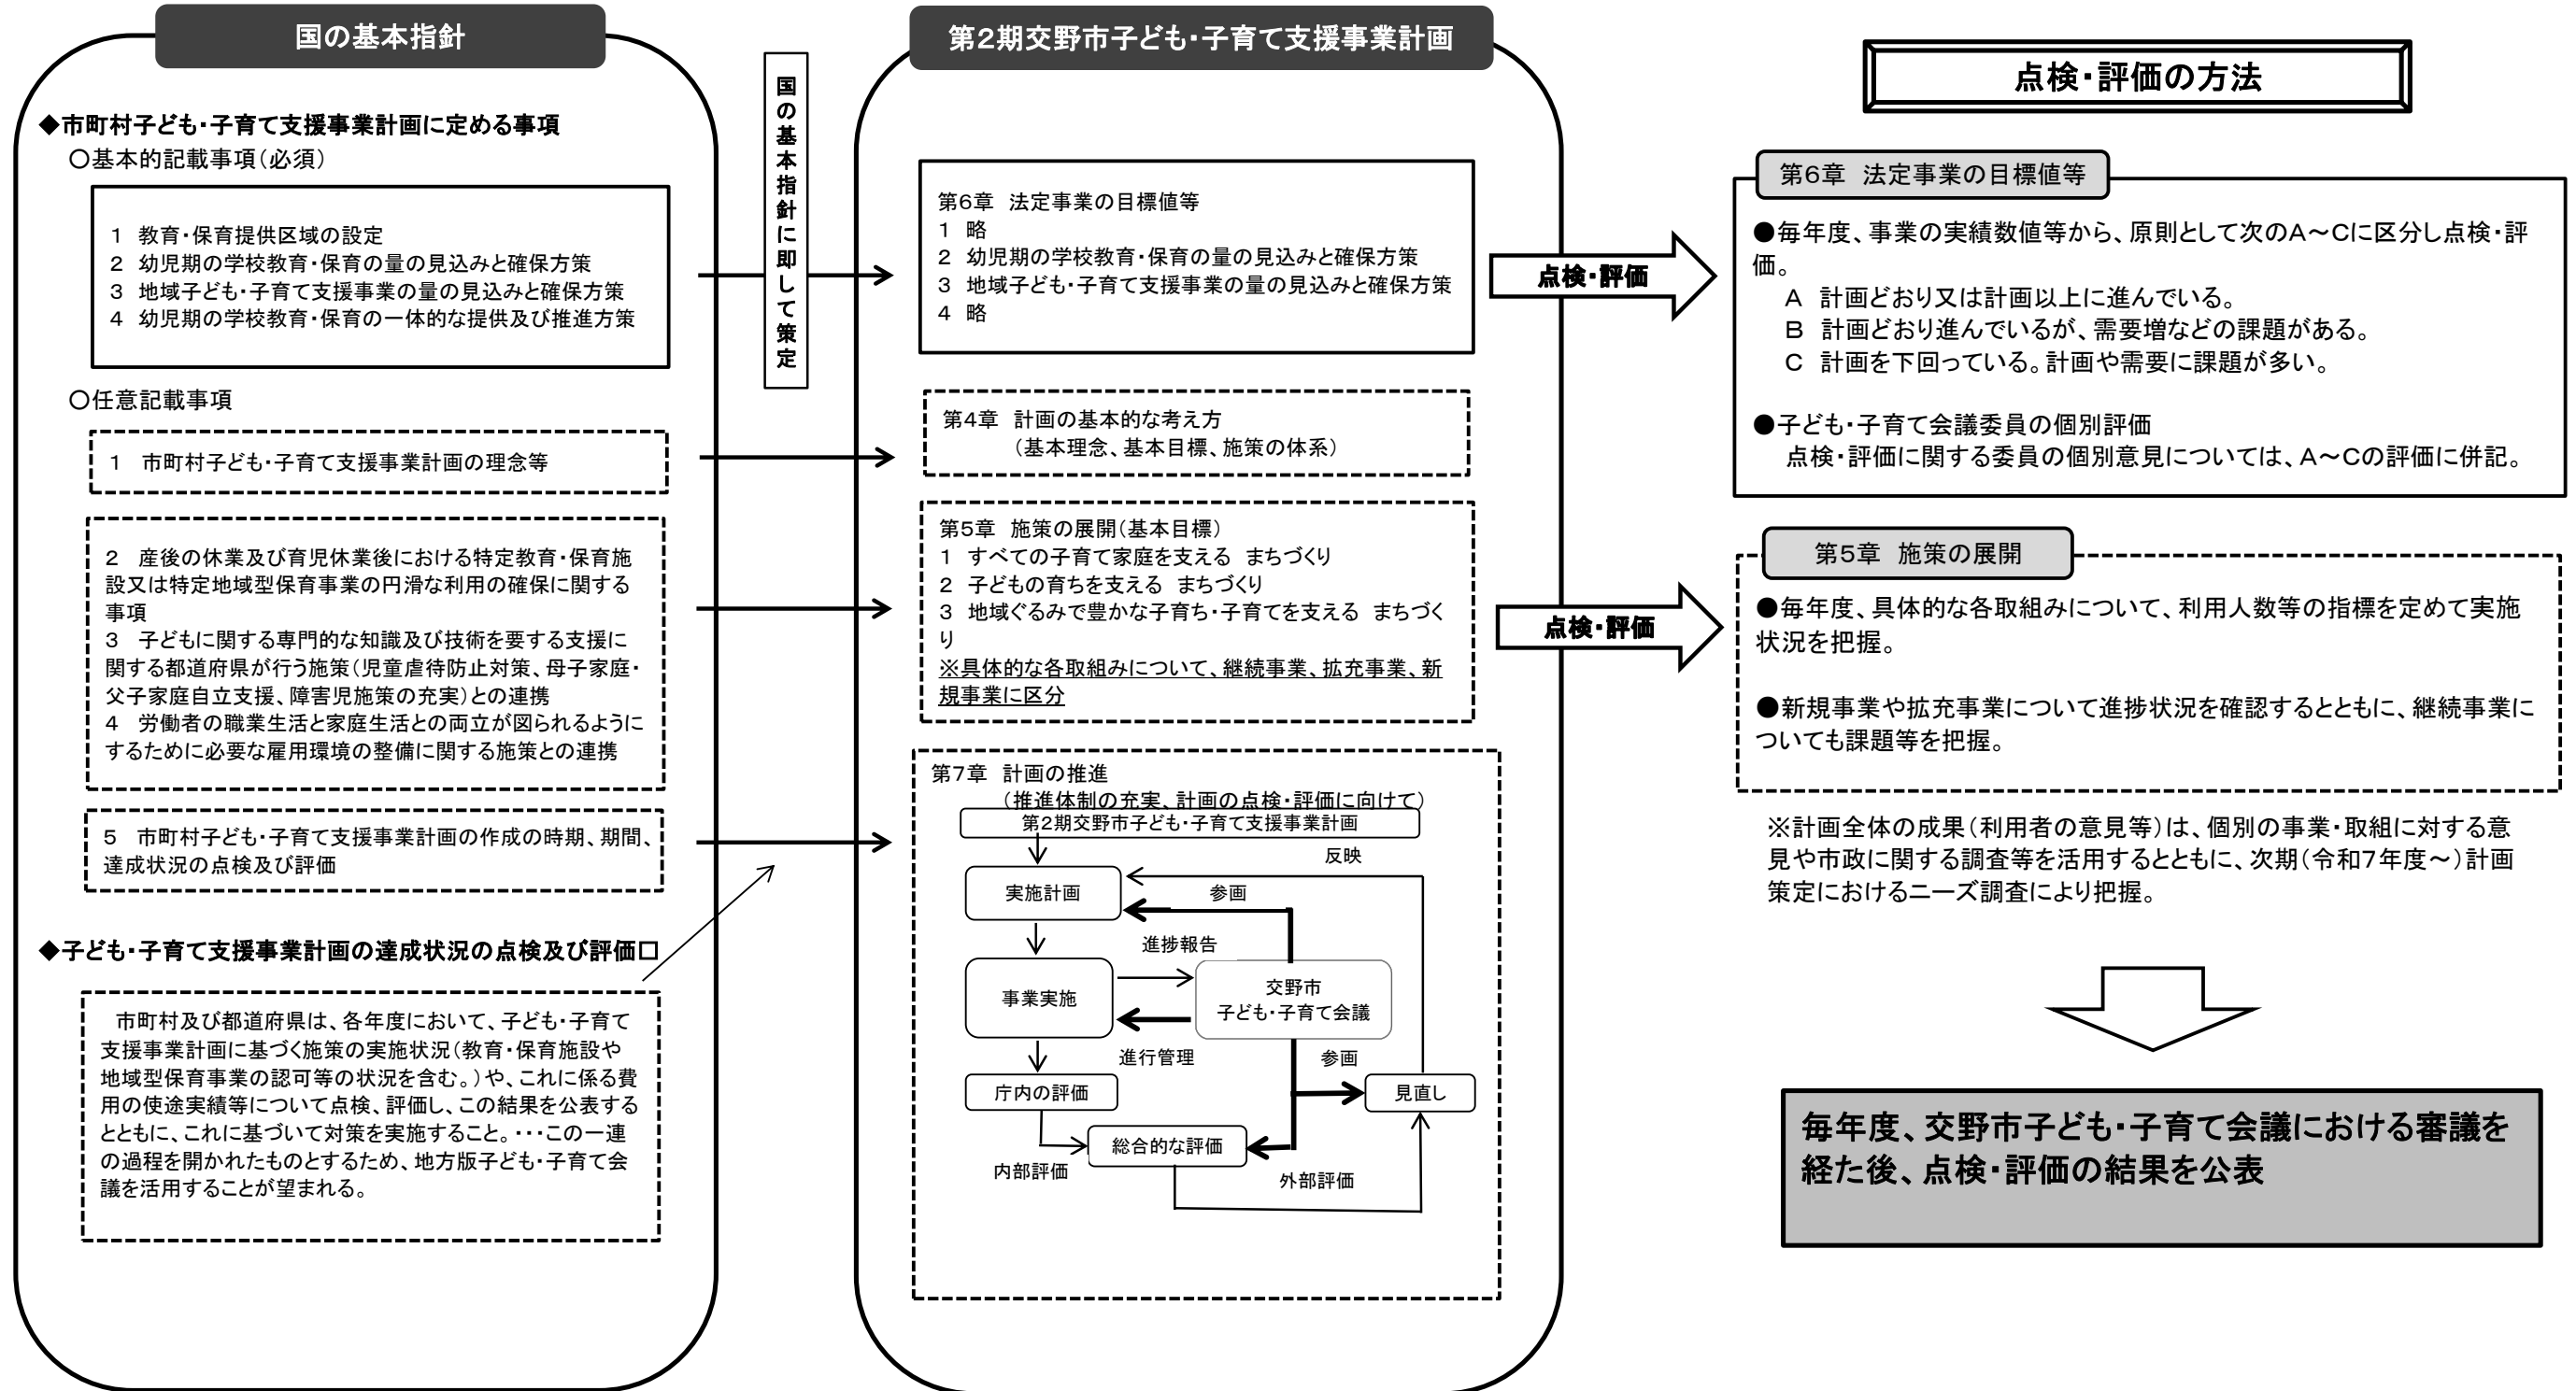 国の基本指針
◆市町村子ども・子育て支援事業計画に定める事項
〇基本的記載事項（必須）
1　教育・保育提供区域の設定
2　幼児期の学校教育・保育の量の見込みと確保方策
3　地域子ども・子育て支援事業の量の見込みと確保方策
4　幼児期の学校教育・保育の一体的な提供及び推進方策
〇任意記載事項
1　市町村子ども・子育て支援事業計画の理念等
2　産後の休業及び育児休業後における特定教育・保育施
設又は特定地域型保育事業の円滑な利用の確保に関する
事項
3　子どもに関する専門的な知識及び技術を要する支援に
関する都道府県が行う施策（児童虐待防止対策、母子家庭・
父子家庭自立支援、障害児施策の充実）との連携
4　労働者の職業生活と家庭生活との両立が図られるように
するために必要な雇用環境の整備に関する施策との連携
5　市町村子ども・子育て支援事業計画の作成の時期、期間、
達成状況の点検及び評価
◆子ども・子育て支援事業計画の達成状況の点検及び評価□
市町村及び都道府県は、各年度において、子ども・子育て
支援事業計画に基づく施策の実施状況（教育・保育施設や
地域型保育事業の認可等の状況を含む。）や、これに係る費
用の使途実績等について点検、評価し、この結果を公表する
とともに、これに基づいて対策を実施すること。・・・この一連
の過程を開かれたものとするため、地方版子ども・子育て会
議を活用することが望まれる。
国の基本指針に即して策定
第2期交野市子ども・子育て支援事業計画
第6章　法定事業の目標値等
1　略
2　幼児期の学校教育・保育の量の見込みと確保方策
3　地域子ども・子育て支援事業の量の見込みと確保方策
4　略
第4章　計画の基本的な考え方
（基本理念、基本目標、施策の体系）
第5章　施策の展開（基本目標）
1　すべての子育て家庭を支える　まちづくり
2　子どもの育ちを支える　まちづくり
3　地域ぐるみで豊かな子育ち・子育てを支える　まちづく
り
※具体的な各取組みについて、継続事業、拡充事業、新
規事業に区分
第7章　計画の推進
（推進体制の充実、計画の点検・評価に向けて）
第2期交野市子ども・子育て支援事業計画
反映
実施計画
参画
進捗報告
事業実施
交野市
子ども・子育て会議
進行管理
参画
庁内の評価
見直し
総合的な評価
内部評価
外部評価
点検・評価
点検・評価
点検・評価の方法
第6章　法定事業の目標値等
●毎年度、事業の実績数値等から、原則として次のA～Cに区分し点検・評
価。
A　計画どおり又は計画以上に進んでいる。
B　計画どおり進んでいるが、需要増などの課題がある。
C　計画を下回っている。計画や需要に課題が多い。
●子ども・子育て会議委員の個別評価
点検・評価に関する委員の個別意見については、A～Cの評価に併記。
第5章　施策の展開
●毎年度、具体的な各取組みについて、利用人数等の指標を定めて実施
状況を把握。
●新規事業や拡充事業について進捗状況を確認するとともに、継続事業に
ついても課題等を把握。
※計画全体の成果（利用者の意見等）は、個別の事業・取組に対する意
見や市政に関する調査等を活用するとともに、次期（令和7年度～）計画
策定におけるニーズ調査により把握。
毎年度、交野市子ども・子育て会議における審議を
経た後、点検・評価の結果を公表